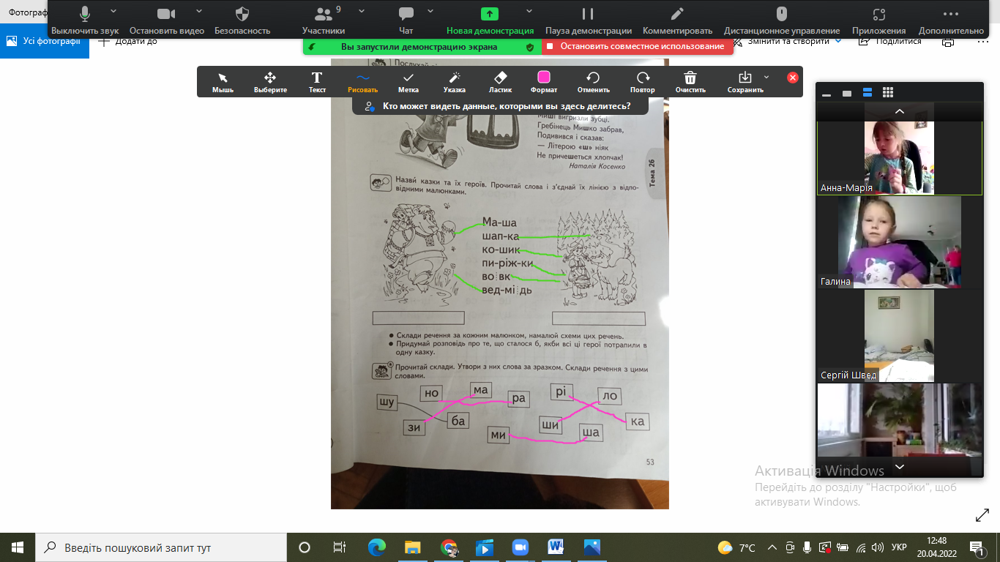 Фотограф
Выключить звук
Остановить видео
Безопасность
9
Участники
Чат
Новая демонстрация
Пауза демонстрации
Комментировать
Дистанционное управление
Приложения
Дополнительно
Усі фотографії
Додати до
Вы запустили демонстрацию экрана
Остановить совместное использование
Змінити та створити
Поділитися
Послухай
Мышь
Выберите
Текст
Рисовать
Метка
Указка
Ластик
Формат
Отменить
Повтор
Очистить
Сохранить
Кто может видеть данные, которыми вы здесь делитесь?
Миші вигризли зубці.
Гребінець Мишко забрав,
Подивився і сказав:
— Літерою «ш» ніяк
Не причешеться хлопчак!
Наталія Косенко
Тема 26
Назви казки та їх героїв. Прочитай слова і з'єднай їх лінією з відпо-
відними малюнками.
Ма-ша
шап-ка
ко-шик
пи-ріж-ки
во вк
вед-мі дь
Склади речення за кожним малюнком, намалюй схеми цих речень.
Придумай розповідь про те, що сталося б, якби всі ці герої потрапили в
одну казку.
Прочитай склади. Утвори з них слова за зразком. Склади речення з цими
словами.
шу но ма ра рі ло
зи ба ми ши ша ка
53
Анна-Марія
Галина
Сергій Швед
Активація Windows
Перейдіть до розділу "Настройки", щоб
активувати Windows.
Введіть пошуковий запит тут
7°C
УКР
12:48
20.04.2022
1